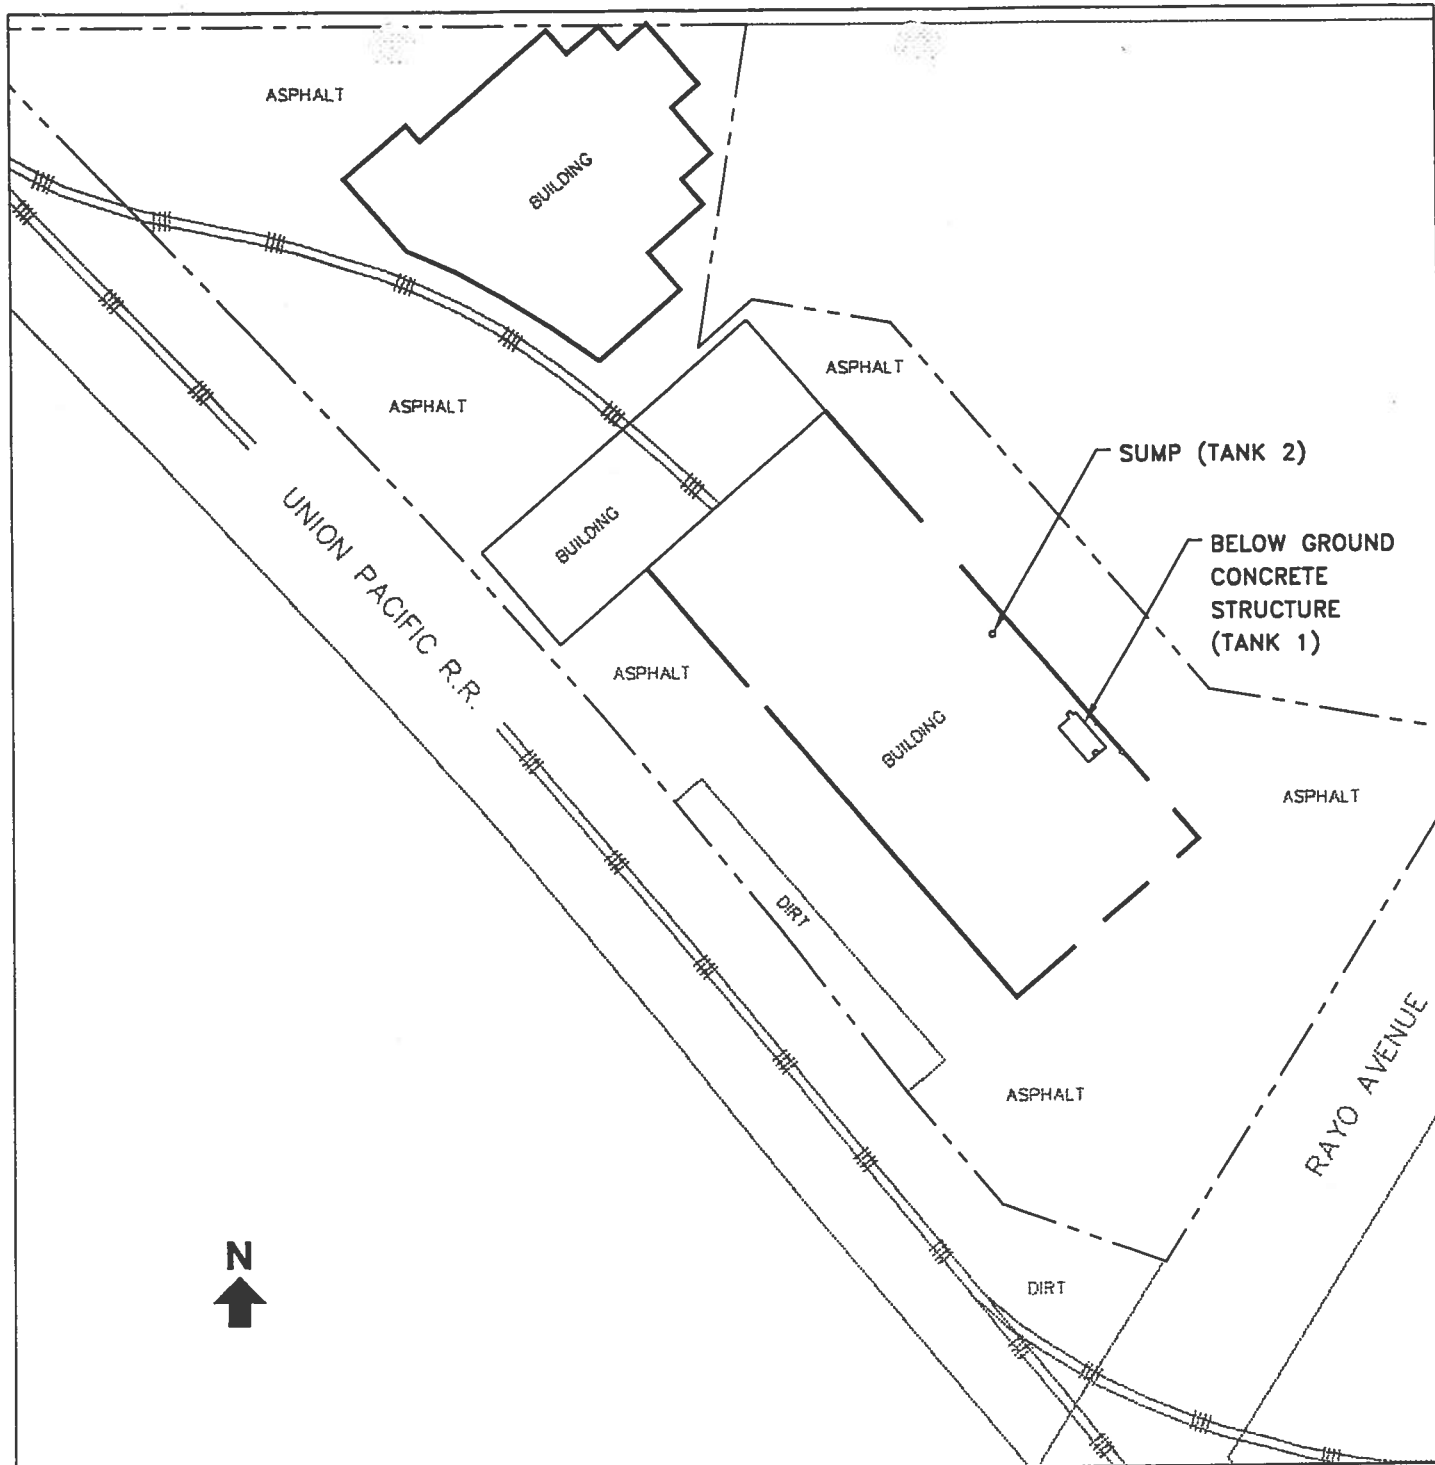 ASPHALT
BUILDING
ASPHALT
ASPHALT
SUMP (TANK 2)
UNION PACIFIC R.R.
BUILDING
BELOW GROUND
CONCRETE
STRUCTURE
(TANK 1)
ASPHALT
BUILDING
ASPHALT
DIRT
RAYO AVENUE
ASPHALT
N
DIRT